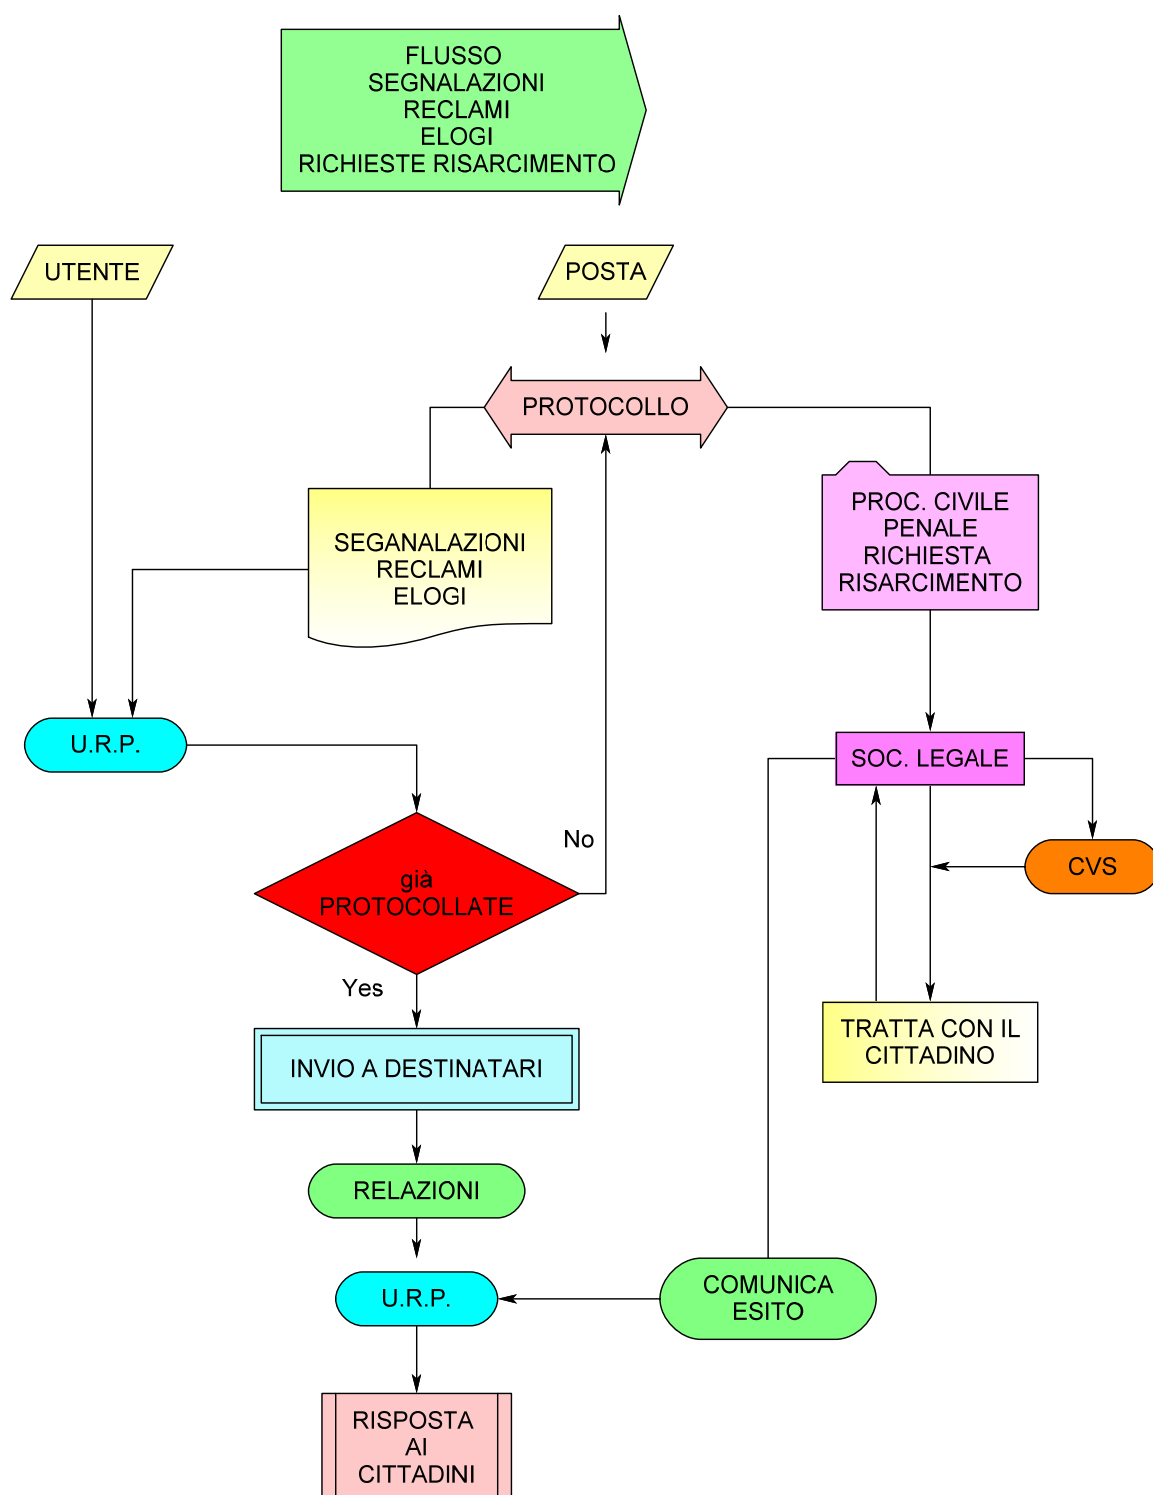 FLUSSO
SEGNALAZIONI
RECLAMI
ELOGI
RICHIESTE RISARCIMENTO
UTENTE
POSTA
PROTOCOLLO
SEGANALAZIONI
RECLAMI
ELOGI
PROC. CIVILE
PENALE
RICHIESTA
RISARCIMENTO
U.R.P.
SOC. LEGALE
No
CVS
già
PROTOCOLLATE
Yes
TRATTA CON IL
CITTADINO
INVIO A DESTINATARI
RELAZIONI
U.R.P.
COMUNICA
ESITO
RISPOSTA
AI
CITTADINI